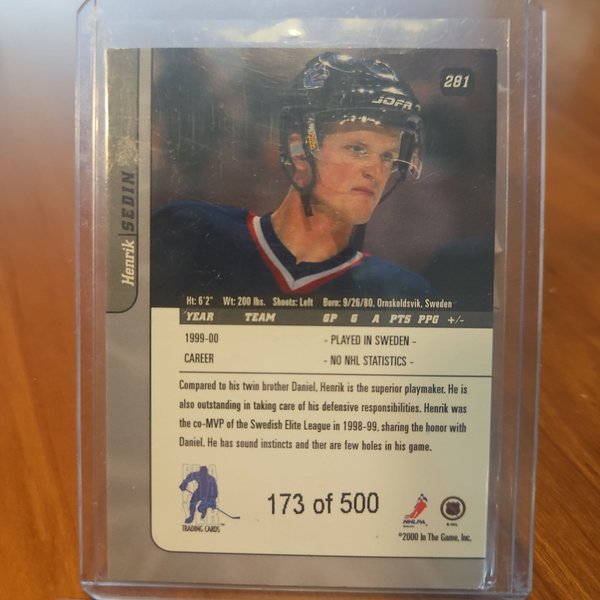 281
JOFA
Henrik SEDIN
Ht: 6'2" Wt: 200 lbs. Shoots: Left Born: 9/26/80, Ornskoldsvik, Sweden
YEAR TEAM GP G A PTS PPG +/-
1999-00 - PLAYED IN SWEDEN -
CAREER - NO NHL STATISTICS -
Compared to his twin brother Daniel, Henrik is the superior playmaker. He is
also outstanding in taking care of his defensive responsibilities. Henrik was
the co-MVP of the Swedish Elite League in 1998-99, sharing the honor with
Daniel. He has sound instincts and ther are few holes in his game.
173 of 500
TRADING CARDS™
NHLPA
©2000 In The Game, Inc.